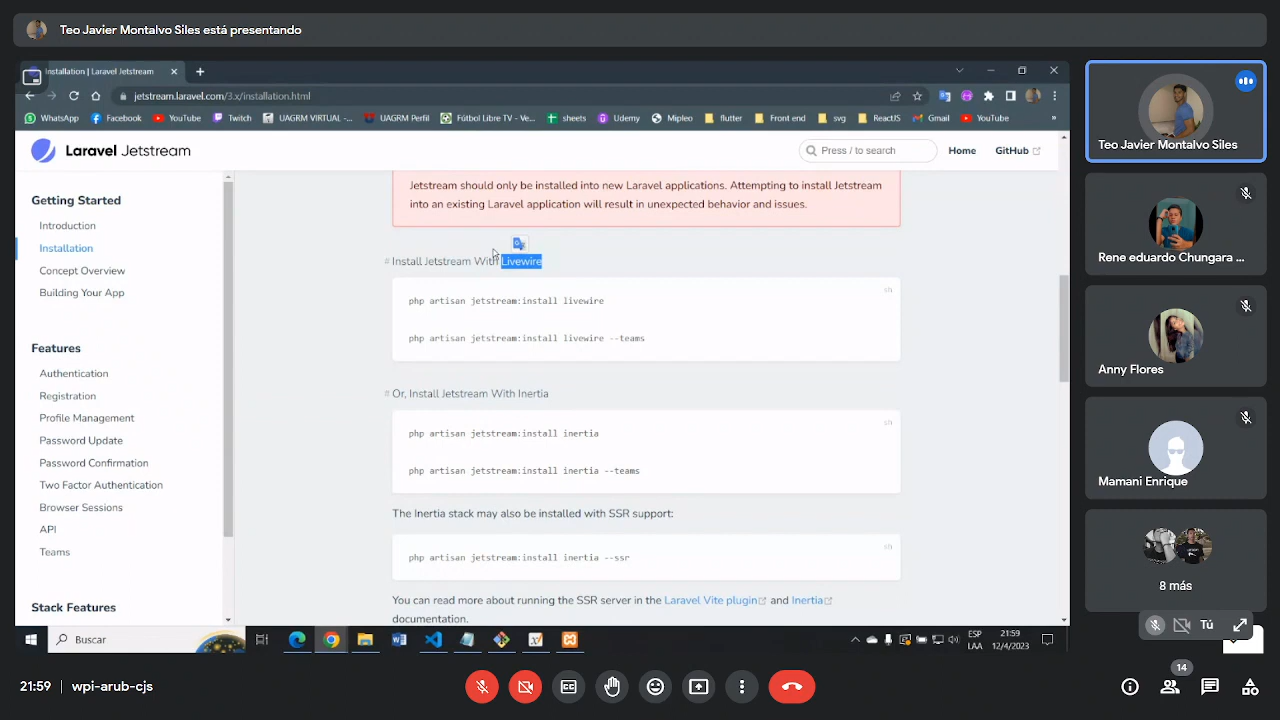 Teo Javier Montalvo Siles está presentando
Installation | Laravel Jetstream
jetstream.laravel.com/3.x/installation.html
WhatsApp
Facebook
YouTube
Twitch
UAGRM VIRTUAL -...
UAGRM Perfil
Fútbol Libre TV - Ve...
sheets
Udemy
Mipleo
flutter
Front end
svg
ReactJS
Gmail
YouTube
»
Laravel Jetstream
Press / to search
Home
GitHub
Getting Started
Introduction
Installation
Concept Overview
Building Your App
Features
Authentication
Registration
Profile Management
Password Update
Password Confirmation
Two Factor Authentication
Browser Sessions
API
Teams
Stack Features
Jetstream should only be installed into new Laravel applications. Attempting to install Jetstream
into an existing Laravel application will result in unexpected behavior and issues.
# Install Jetstream With Livewire
sh
php artisan jetstream:install livewire
php artisan jetstream:install livewire --teams
# Or, Install Jetstream With Inertia
sh
php artisan jetstream:install inertia
php artisan jetstream:install inertia --teams
The Inertia stack may also be installed with SSR support:
sh
php artisan jetstream:install inertia --ssr
You can read more about running the SSR server in the Laravel Vite plugin and Inertia
documentation.
Buscar
ESP
LAA
21:59
12/4/2023
Teo Javier Montalvo Siles
Rene eduardo Chungara ...
Anny Flores
Mamani Enrique
8 más
Tú
21:59 | wpi-arub-cjs
14